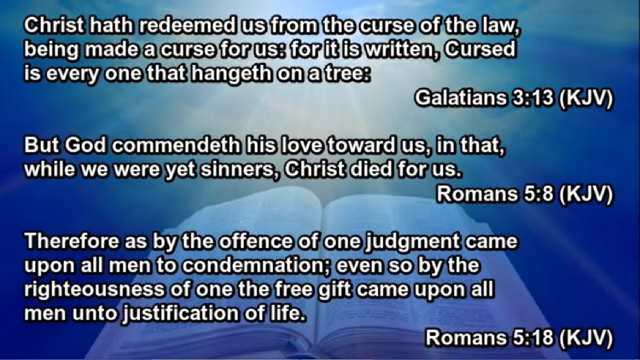 Christ hath redeemed us from the curse of the law,
being made a curse for us: for it is written, Cursed
is every one that hangeth on a tree:
Galatians 3:13 (KJV)
But God commendeth his love toward us, in that,
while we were yet sinners, Christ died for us.
Romans 5:8 (KJV)
Therefore as by the offence of one judgment came
upon all men to condemnation; even so by the
righteousness of one the free gift came upon all
men unto justification of life.
Romans 5:18 (KJV)